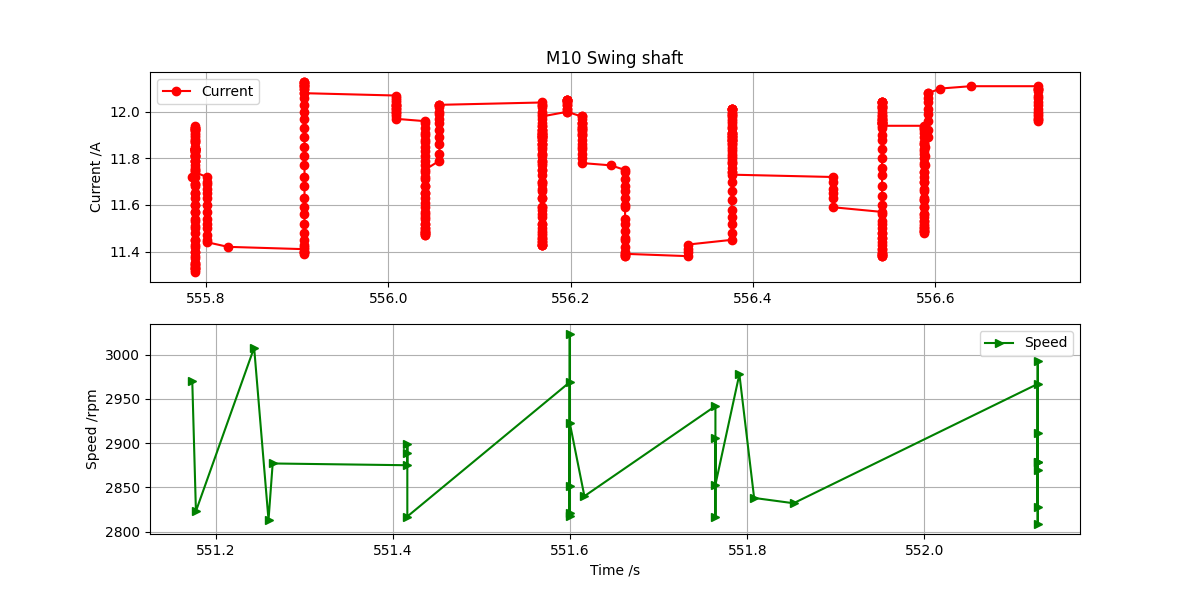 M10 Swing shaft
Current /A
12.0
11.8
11.6
11.4
Current
555.8 556.0 556.2 556.4 556.6
Speed /rpm
3000
2950
2900
2850
2800
Speed
551.2 551.4 551.6 551.8 552.0
Time /s